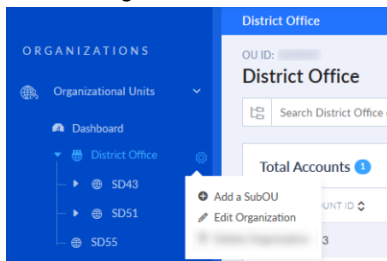 District Office
ORGANIZATIONS
OU ID:
District Office
Organizational Units
Search District Office
Dashboard
District Office
Total Accounts 1
SD43
Add a SubOU
UNT ID
SD51
Edit Organization
3
SD55